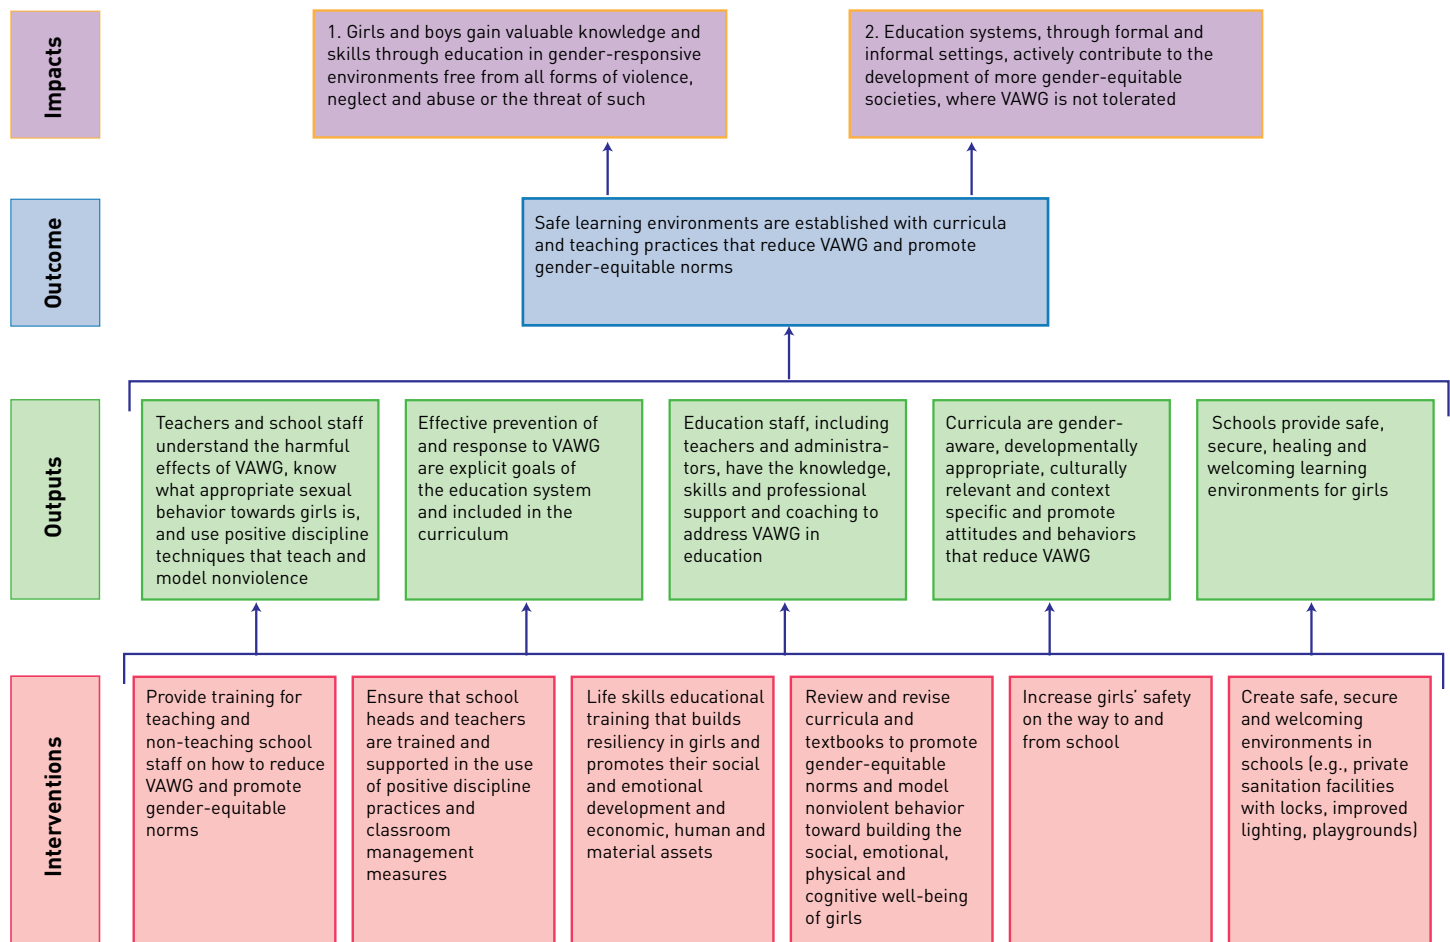 Impacts
1. Girls and boys gain valuable knowledge and
skills through education in gender-responsive
environments free from all forms of violence,
neglect and abuse or the threat of such
2. Education systems, through formal and
informal settings, actively contribute to the
development of more gender-equitable
societies, where VAWG is not tolerated
Outcome
Safe learning environments are established with curricula
and teaching practices that reduce VAWG and promote
gender-equitable norms
Outputs
Teachers and school staff
understand the harmful
effects of VAWG, know
what appropriate sexual
behavior towards girls is,
and use positive discipline
techniques that teach and
model nonviolence
Effective prevention of
and response to VAWG
are explicit goals of
the education system
and included in the
curriculum
Education staff, including
teachers and administra-
tors, have the knowledge,
skills and professional
support and coaching to
address VAWG in
education
Curricula are gender-
aware, developmentally
appropriate, culturally
relevant and context
specific and promote
attitudes and behaviors
that reduce VAWG
Schools provide safe,
secure, healing and
welcoming learning
environments for girls
Interventions
Provide training for
teaching and
non-teaching school
staff on how to reduce
VAWG and promote
gender-equitable
norms
Ensure that school
heads and teachers
are trained and
supported in the use
of positive discipline
practices and
classroom
management
measures
Life skills educational
training that builds
resiliency in girls and
promotes their social
and emotional
development and
economic, human and
material assets
Review and revise
curricula and
textbooks to promote
gender-equitable
norms and model
nonviolent behavior
toward building the
social, emotional,
physical and
cognitive well-being
of girls
Increase girls' safety
on the way to and
from school
Create safe, secure
and welcoming
environments in
schools (e.g., private
sanitation facilities
with locks, improved
lighting, playgrounds)